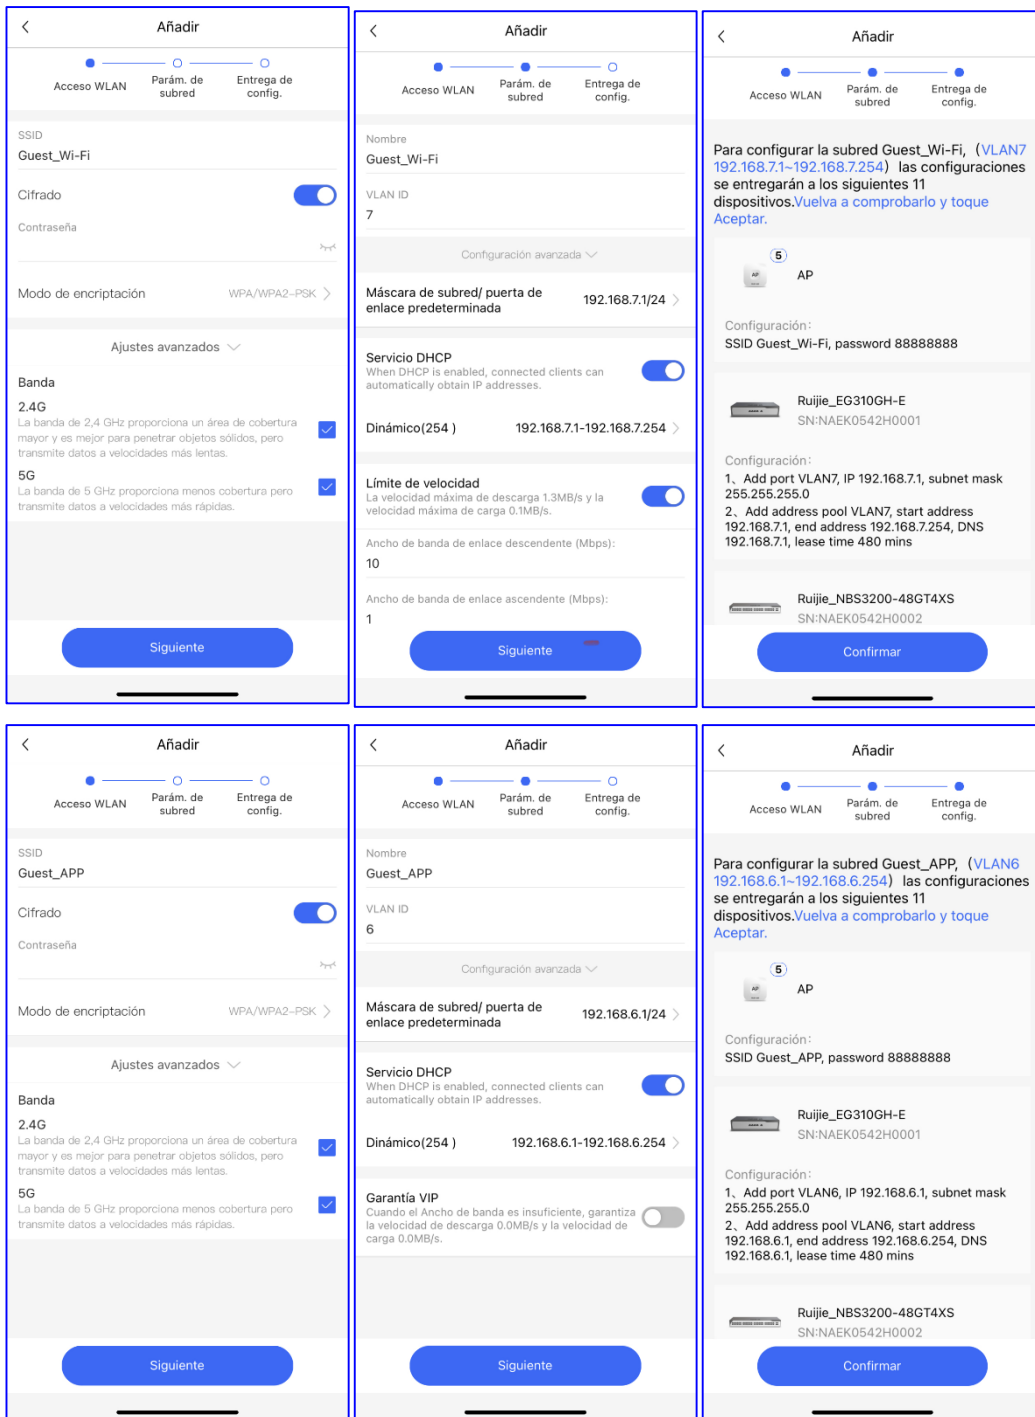 Añadir
Acceso WLAN
Parám. de
subred
Entrega de
config.
SSID
Guest_Wi-Fi
Cifrado
Contraseña
Modo de encriptación
WPA/WPA2-PSK
Ajustes avanzados
Banda
2.4G
La banda de 2,4 GHz proporciona un área de cobertura
mayor y es mejor para penetrar objetos sólidos, pero
transmite datos a velocidades más lentas.
5G
La banda de 5 GHz proporciona menos cobertura pero
transmite datos a velocidades más rápidas.
Siguiente
Añadir
Acceso WLAN
Parám. de
subred
Entrega de
config.
Nombre
Guest_Wi-Fi
VLAN ID
7
Configuración avanzada
Máscara de subred/ puerta de
enlace predeterminada
192.168.7.1/24
Servicio DHCP
When DHCP is enabled, connected clients can
automatically obtain IP addresses.
Dinámico(254 )
192.168.7.1-192.168.7.254
Límite de velocidad
La velocidad máxima de descarga 1.3MB/s y la
velocidad máxima de carga 0.1MB/s.
Ancho de banda de enlace descendente (Mbps):
10
Ancho de banda de enlace ascendente (Mbps):
1
Siguiente
Añadir
Acceso WLAN
Parám. de
subred
Entrega de
config.
Para configurar la subred Guest_Wi-Fi,（VLAN7
192.168.7.1~192.168.7.254）las configuraciones
se entregarán a los siguientes 11
dispositivos.Vuelva a comprobarlo y toque
Aceptar.
5
AP
AP
Configuración:
SSID Guest_Wi-Fi, password 88888888
Ruijie_EG310GH-E
SN:NAEK0542H0001
Configuración:
1、Add port VLAN7, IP 192.168.7.1, subnet mask
255.255.255.0
2、Add address pool VLAN7, start address
192.168.7.1, end address 192.168.7.254, DNS
192.168.7.1, lease time 480 mins
Ruijie_NBS3200-48GT4XS
SN:NAEK0542H0002
Confirmar
Añadir
Acceso WLAN
Parám. de
subred
Entrega de
config.
SSID
Guest_APP
Cifrado
Contraseña
Modo de encriptación
WPA/WPA2-PSK
Ajustes avanzados
Banda
2.4G
La banda de 2,4 GHz proporciona un área de cobertura
mayor y es mejor para penetrar objetos sólidos, pero
transmite datos a velocidades más lentas.
5G
La banda de 5 GHz proporciona menos cobertura pero
transmite datos a velocidades más rápidas.
Siguiente
Añadir
Acceso WLAN
Parám. de
subred
Entrega de
config.
Nombre
Guest_APP
VLAN ID
6
Configuración avanzada
Máscara de subred/ puerta de
enlace predeterminada
192.168.6.1/24
Servicio DHCP
When DHCP is enabled, connected clients can
automatically obtain IP addresses.
Dinámico(254 )
192.168.6.1-192.168.6.254
Garantía VIP
Cuando el Ancho de banda es insuficiente, garantiza
la velocidad de descarga 0.0MB/s y la velocidad de
carga 0.0MB/s.
Siguiente
Añadir
Acceso WLAN
Parám. de
subred
Entrega de
config.
Para configurar la subred Guest_APP,（VLAN6
192.168.6.1~192.168.6.254）las configuraciones
se entregarán a los siguientes 11
dispositivos.Vuelva a comprobarlo y toque
Aceptar.
5
AP
AP
Configuración:
SSID Guest_APP, password 88888888
Ruijie_EG310GH-E
SN:NAEK0542H0001
Configuración:
1、Add port VLAN6, IP 192.168.6.1, subnet mask
255.255.255.0
2、Add address pool VLAN6, start address
192.168.6.1, end address 192.168.6.254, DNS
192.168.6.1, lease time 480 mins
Ruijie_NBS3200-48GT4XS
SN:NAEK0542H0002
Confirmar